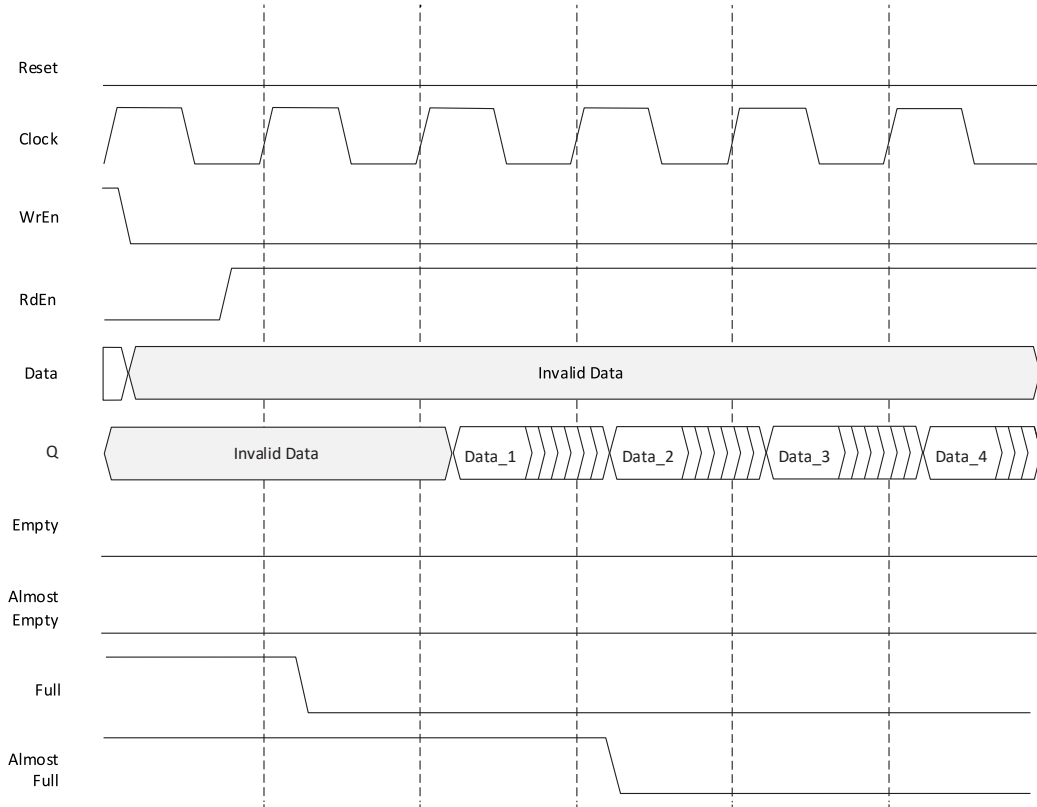 Reset
Clock
WrEn
RdEn
Data
Invalid Data
Q
Invalid Data
Data_1
Data_2
Data_3
Data_4
Empty
Almost
Empty
Full
Almost
Full